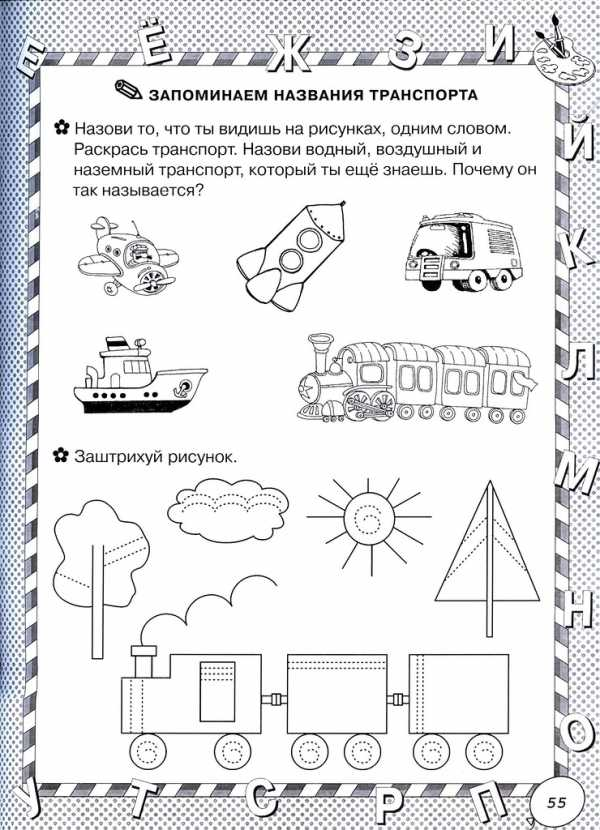 Ё Ж З И
Е
Й
К
Л
М
Н
О
У Т С Р П
ЗАПОМИНАЕМ НАЗВАНИЯ ТРАНСПОРТА
Назови то, что ты видишь на рисунках, одним словом.
Раскрась транспорт. Назови водный, воздушный и
наземный транспорт, который ты ещё знаешь. Почему он
так называется?
Заштрихуй рисунок.
55